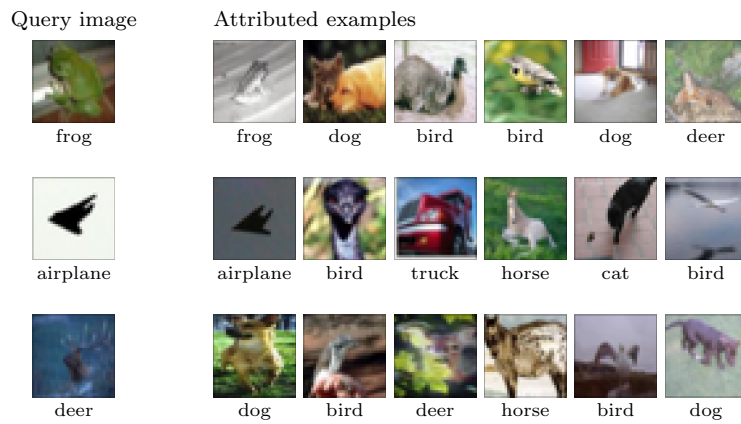 Query image Attributed examples
frog frog dog bird bird dog deer
airplane airplane bird truck horse cat bird
deer dog bird deer horse bird dog